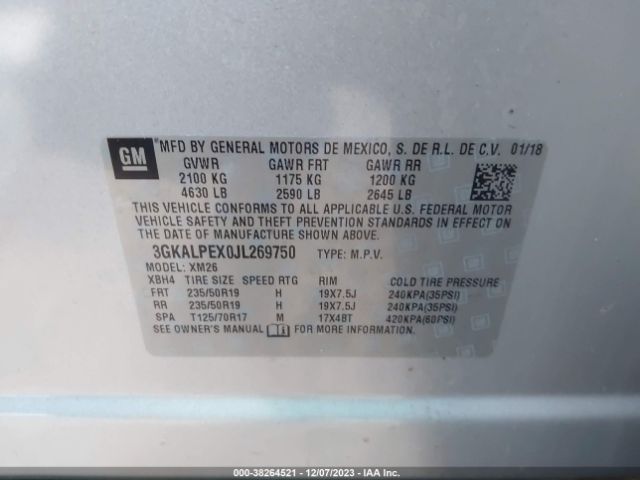 GM MFD BY GENERAL MOTORS DE MEXICO, S. DE R.L. DE C.V. 01/18
GVWR GAWR FRT GAWR RR
2100 KG 1175 KG 1200 KG
4630 LB 2590 LB 2645 LB
THIS VEHICLE CONFORMS TO ALL APPLICABLE U.S. FEDERAL MOTOR
VEHICLE SAFETY AND THEFT PREVENTION STANDARDS IN EFFECT ON
THE DATE OF MANUFACTURE SHOWN ABOVE.
3GKALPEX0JL269750 TYPE: M.P.V.
MODEL: XM26
XBH4 TIRE SIZE SPEED RTG RIM COLD TIRE PRESSURE
FRT 235/50R19 H 19X7.5J 240KPA(35PSI)
RR 235/50R19 H 19X7.5J 240KPA(35PSI)
SPA T125/70R17 M 17X4BT 420KPA(60PSI)
SEE OWNER'S MANUAL FOR MORE INFORMATION.
000-38264521 - 12/07/2023 - IAA Inc.